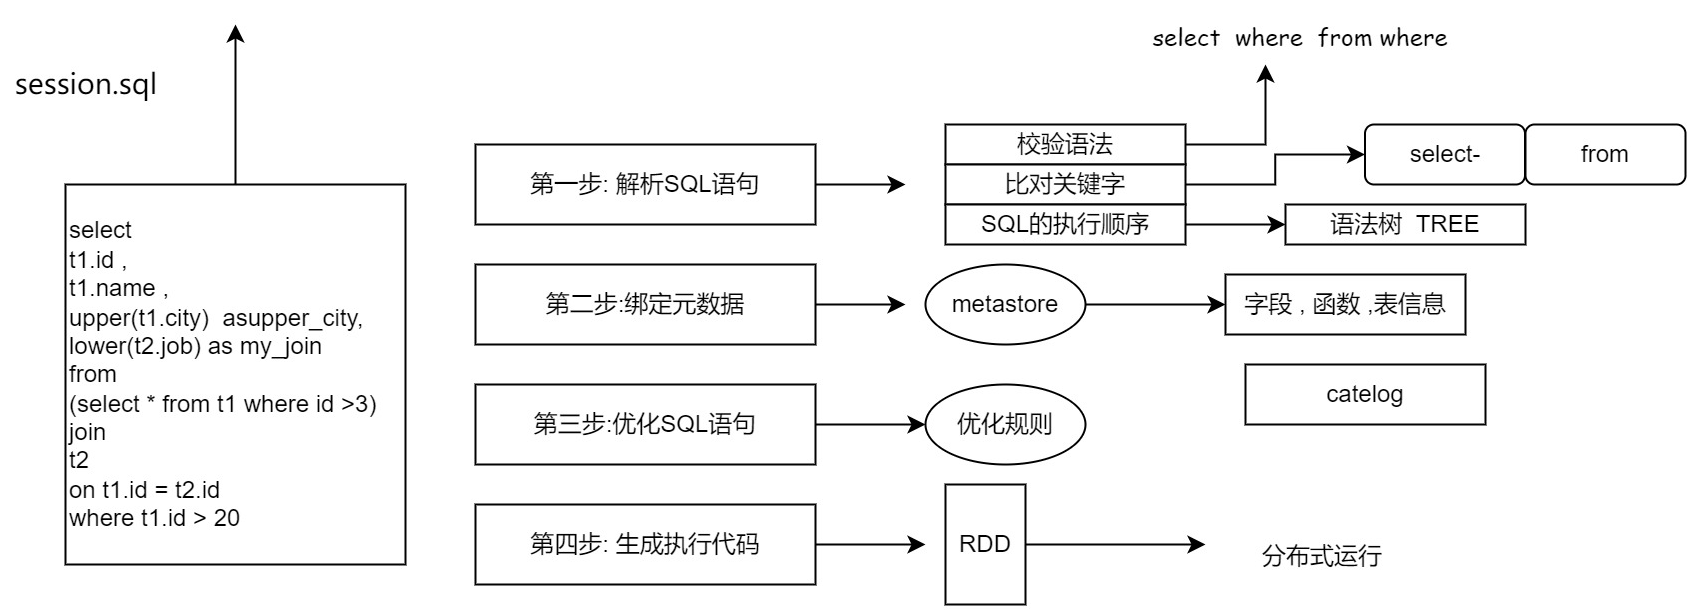 session.sql
select
t1.id ,
t1.name ,
upper(t1.city)  asupper_city,
lower(t2.job) as my_join
from
(select * from t1 where id >3)
join
t2
on t1.id = t2.id
where t1.id > 20
select  where  from where
第一步: 解析SQL语句
校验语法
比对关键字
SQL的执行顺序
select-
from
语法树  TREE
第二步:绑定元数据
metastore
字段 , 函数 ,表信息
catelog
第三步:优化SQL语句
优化规则
第四步: 生成执行代码
RDD
分布式运行